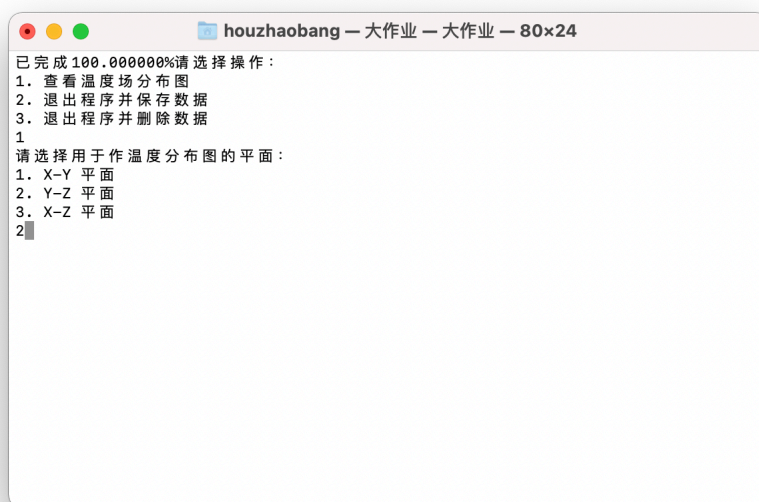 houzhaobang — 大作业 — 大作业 — 80×24
已完成100.000000%请选择操作：
1. 查看温度场分布图
2. 退出程序并保存数据
3. 退出程序并删除数据
1
请选择用于作温度分布图的平面：
1. X-Y 平面
2. Y-Z 平面
3. X-Z 平面
2